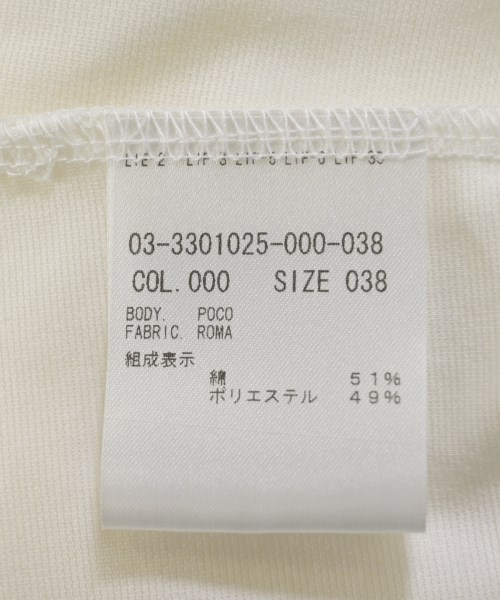 03-3301025-000-038
COL.000 SIZE 038
BODY. POCO
FABRIC. ROMA
組成表示
綿 51%
ポリエステル 49%